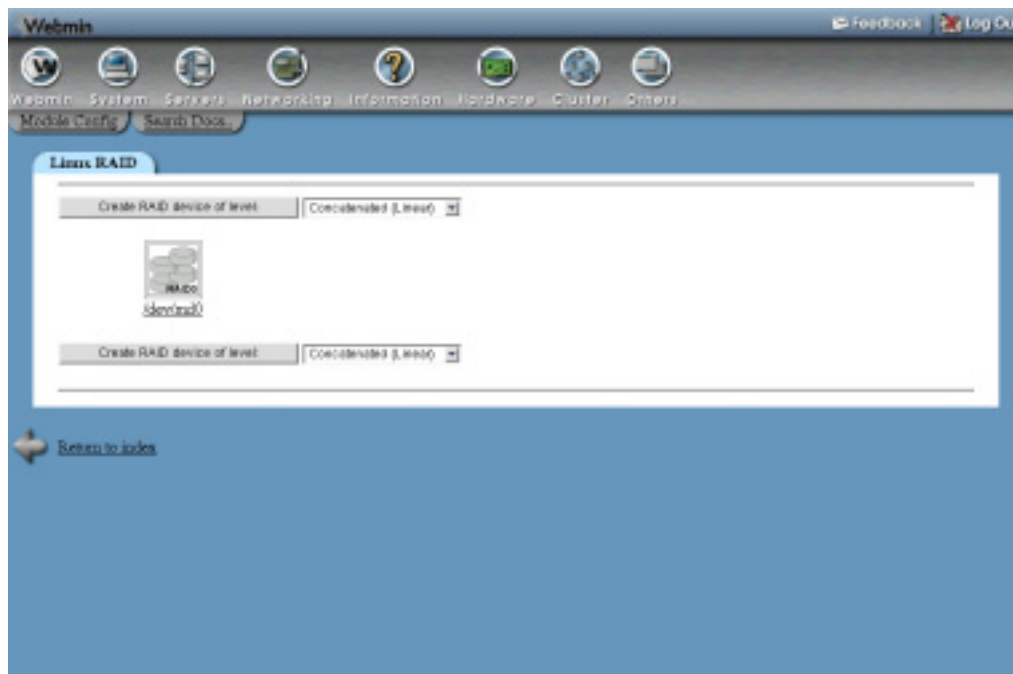 Webmin
Feedback Log Ou
Webmin System Servers Networking Information Hardware Cluster Others
Module Config Search Docs..
Linux RAID
Create RAID device of level: Concatenated (Linear)
RAID0
/dev/md0
Create RAID device of level: Concatenated (Linear)
Return to index